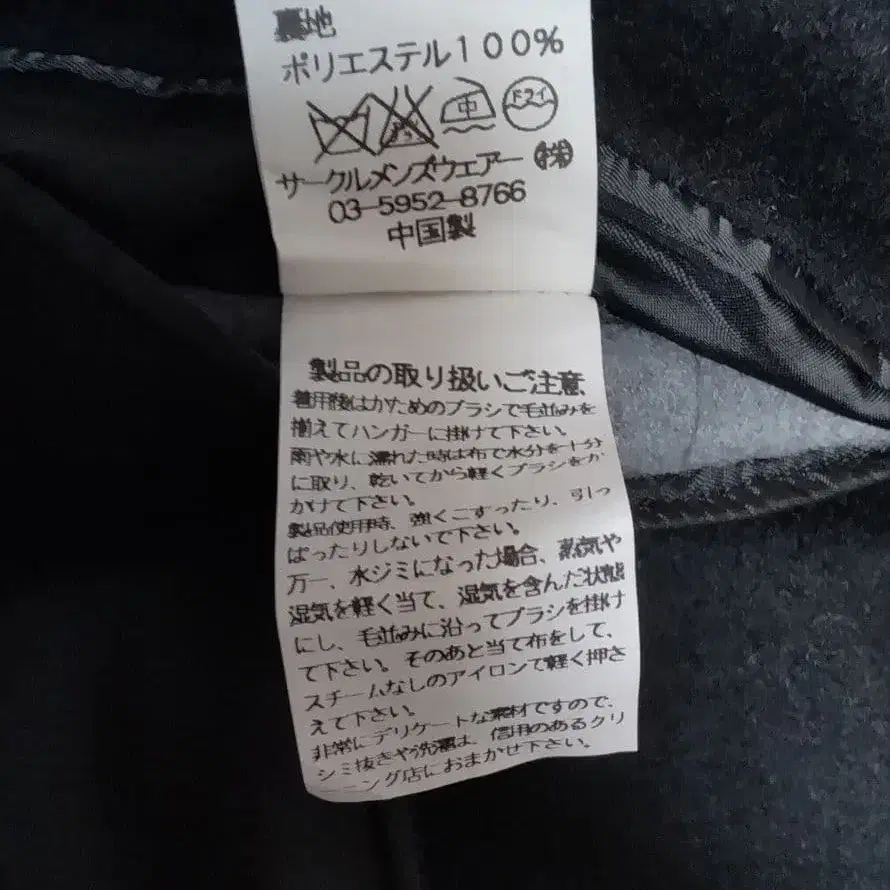 裏地
ポリエステル100%
中 ドライ
サークルメンズウエアー㈱
03-5952-8766
中国製
製品の取り扱いご注意
着用後はかためのブラシで毛並みを
揃えてハンガーに掛けて下さい。
雨や水に濡れた時は布で水分を十分
に取り、乾いてから軽くブラシをか
かけて下さい。
製品使用時、強くこすったり、引っ
ぱったりしないで下さい。
万一、水ジミになった場合、蒸気や
湿気を軽く当て、湿気を含んだ状態
にし、毛並みに沿ってブラシを掛け
て下さい。そのあと当て布をして、
スチームなしのアイロンで軽く押さ
えて下さい。
非常にデリケートな素材ですので、
シミ抜きや洗濯は、信用のあるクリ
ーニング店におまかせ下さい。